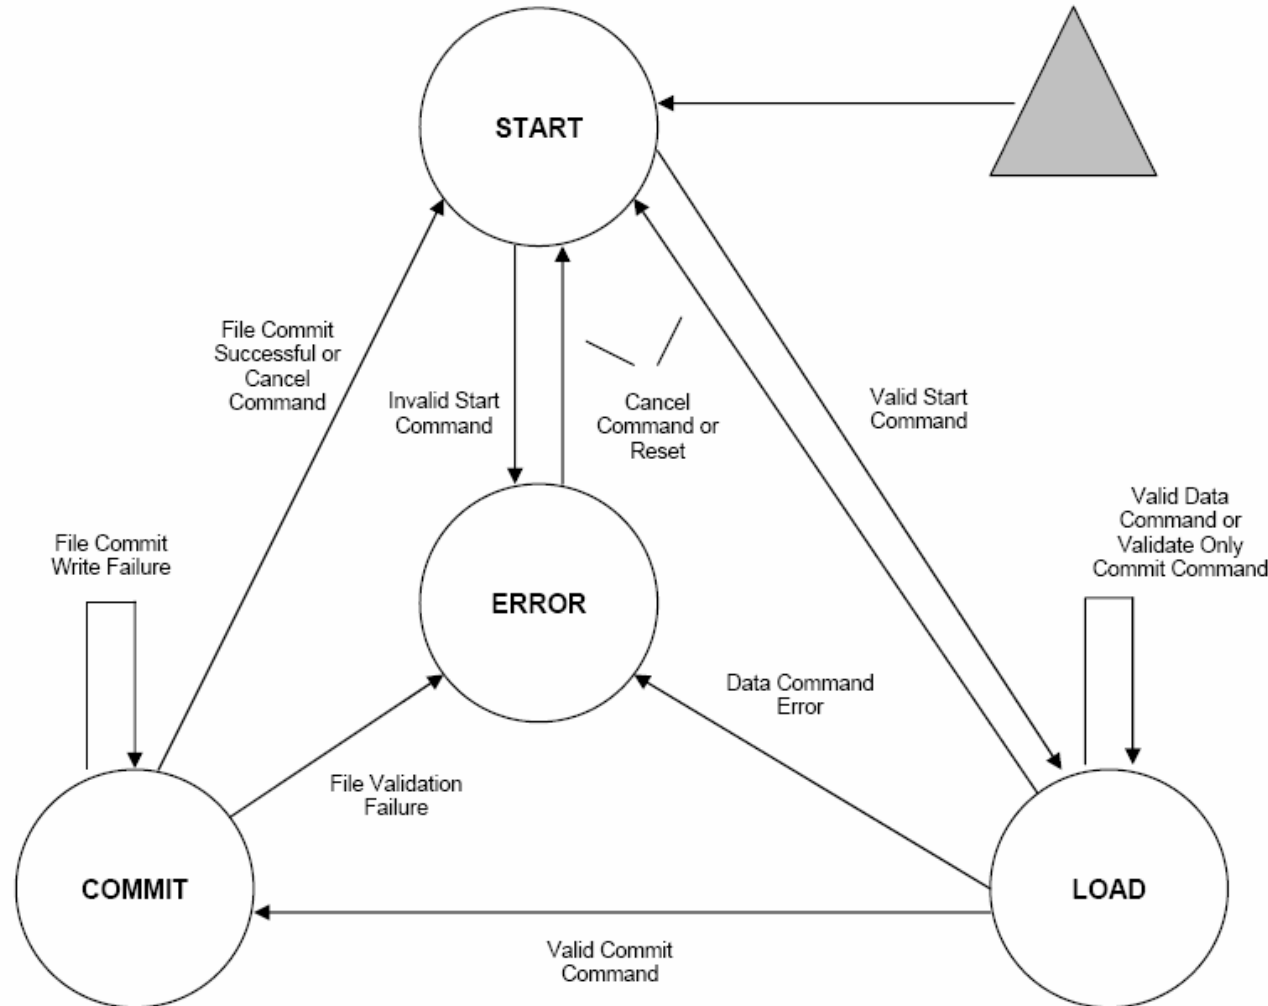 START
File Commit
Successful or
Cancel
Command
Invalid Start
Command
Cancel
Command or
Reset
Valid Start
Command
Valid Data
Command or
Validate Only
Commit Command
File Commit
Write Failure
ERROR
Data Command
Error
File Validation
Failure
COMMIT
LOAD
Valid Commit
Command